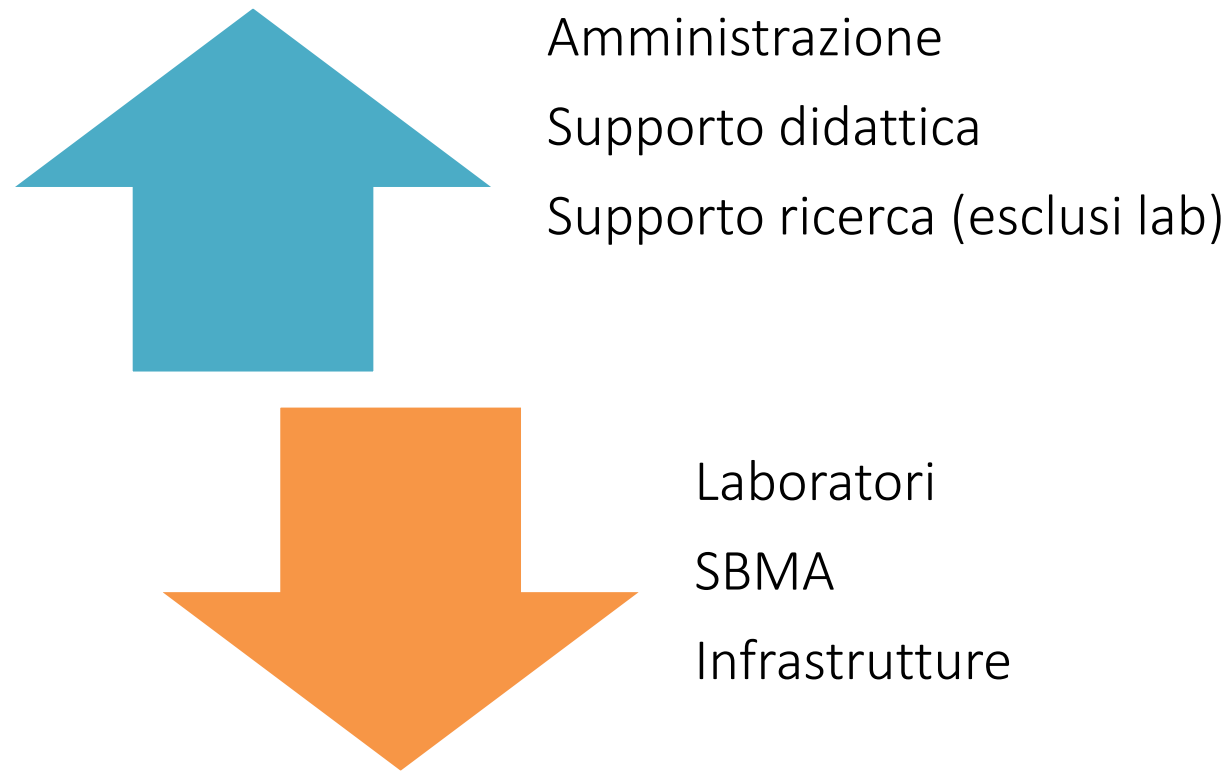 Amministrazione
Supporto didattica
Supporto ricerca (esclusi lab)
Laboratori
SBMA
Infrastrutture